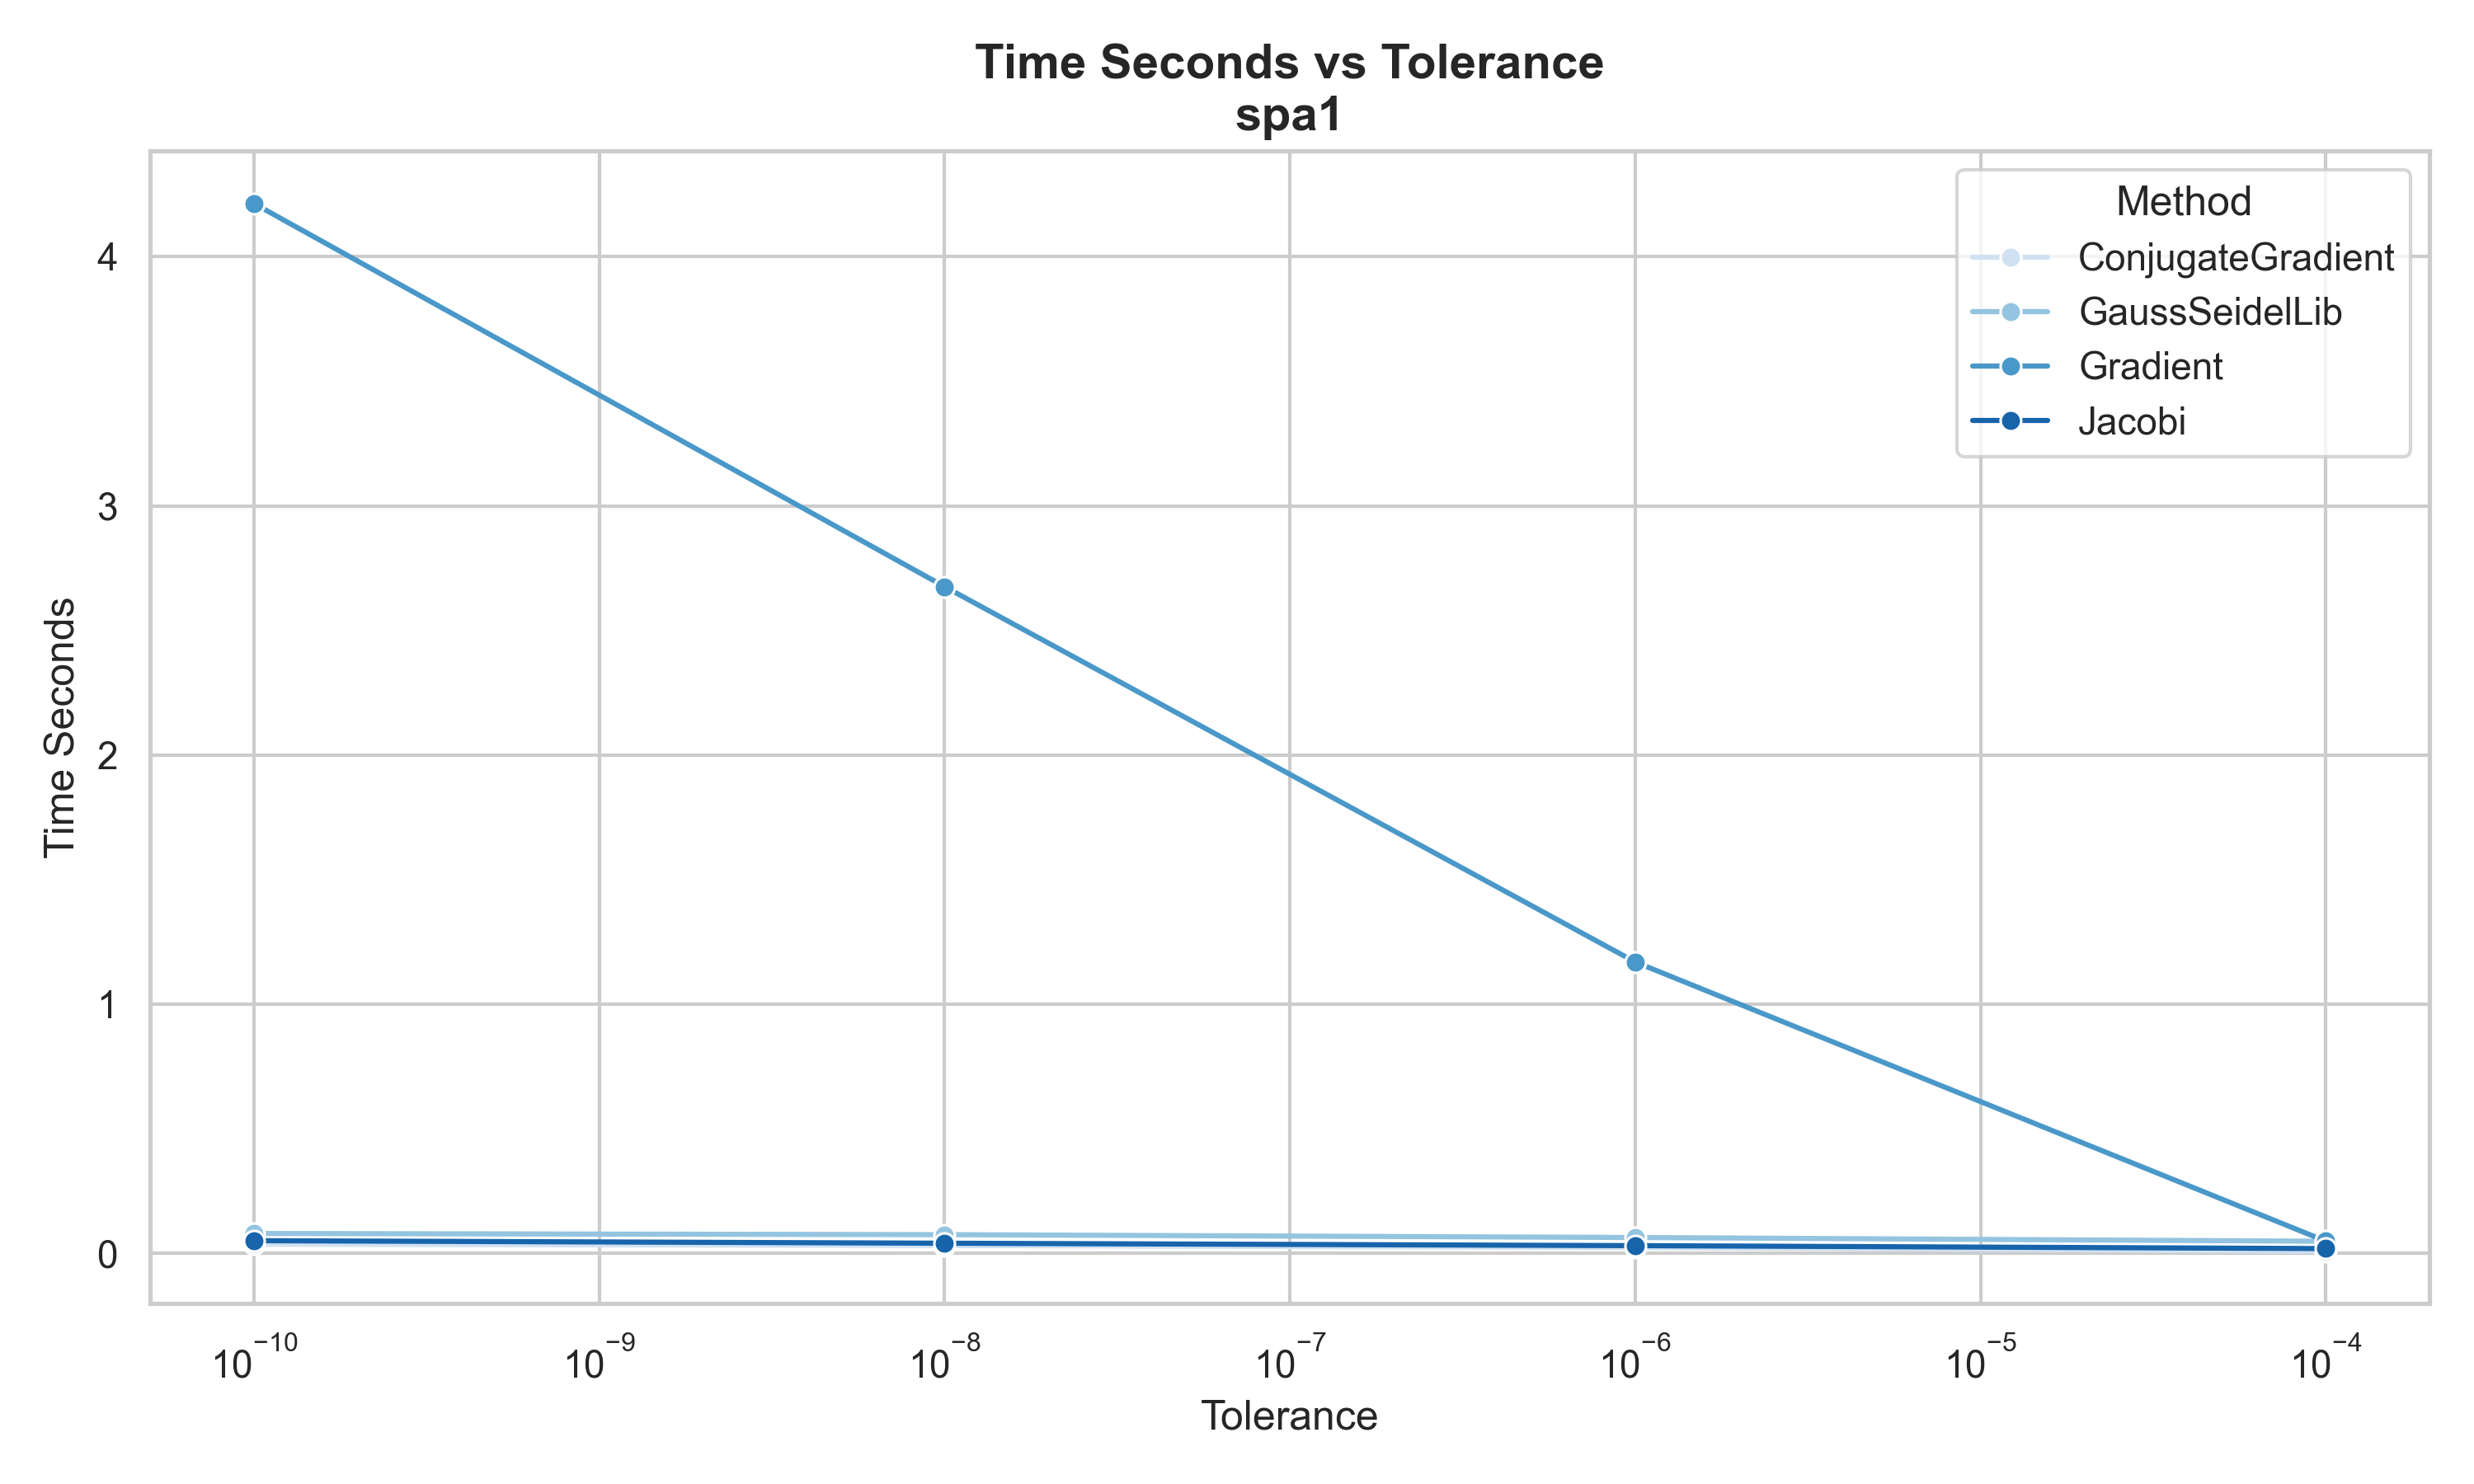 Time Seconds vs Tolerance
spa1
Method
ConjugateGradient
GaussSeidelLib
Gradient
Jacobi
Time Seconds
4
3
2
1
0
10⁻¹⁰ 10⁻⁹ 10⁻⁸ 10⁻⁷ 10⁻⁶ 10⁻⁵ 10⁻⁴
Tolerance